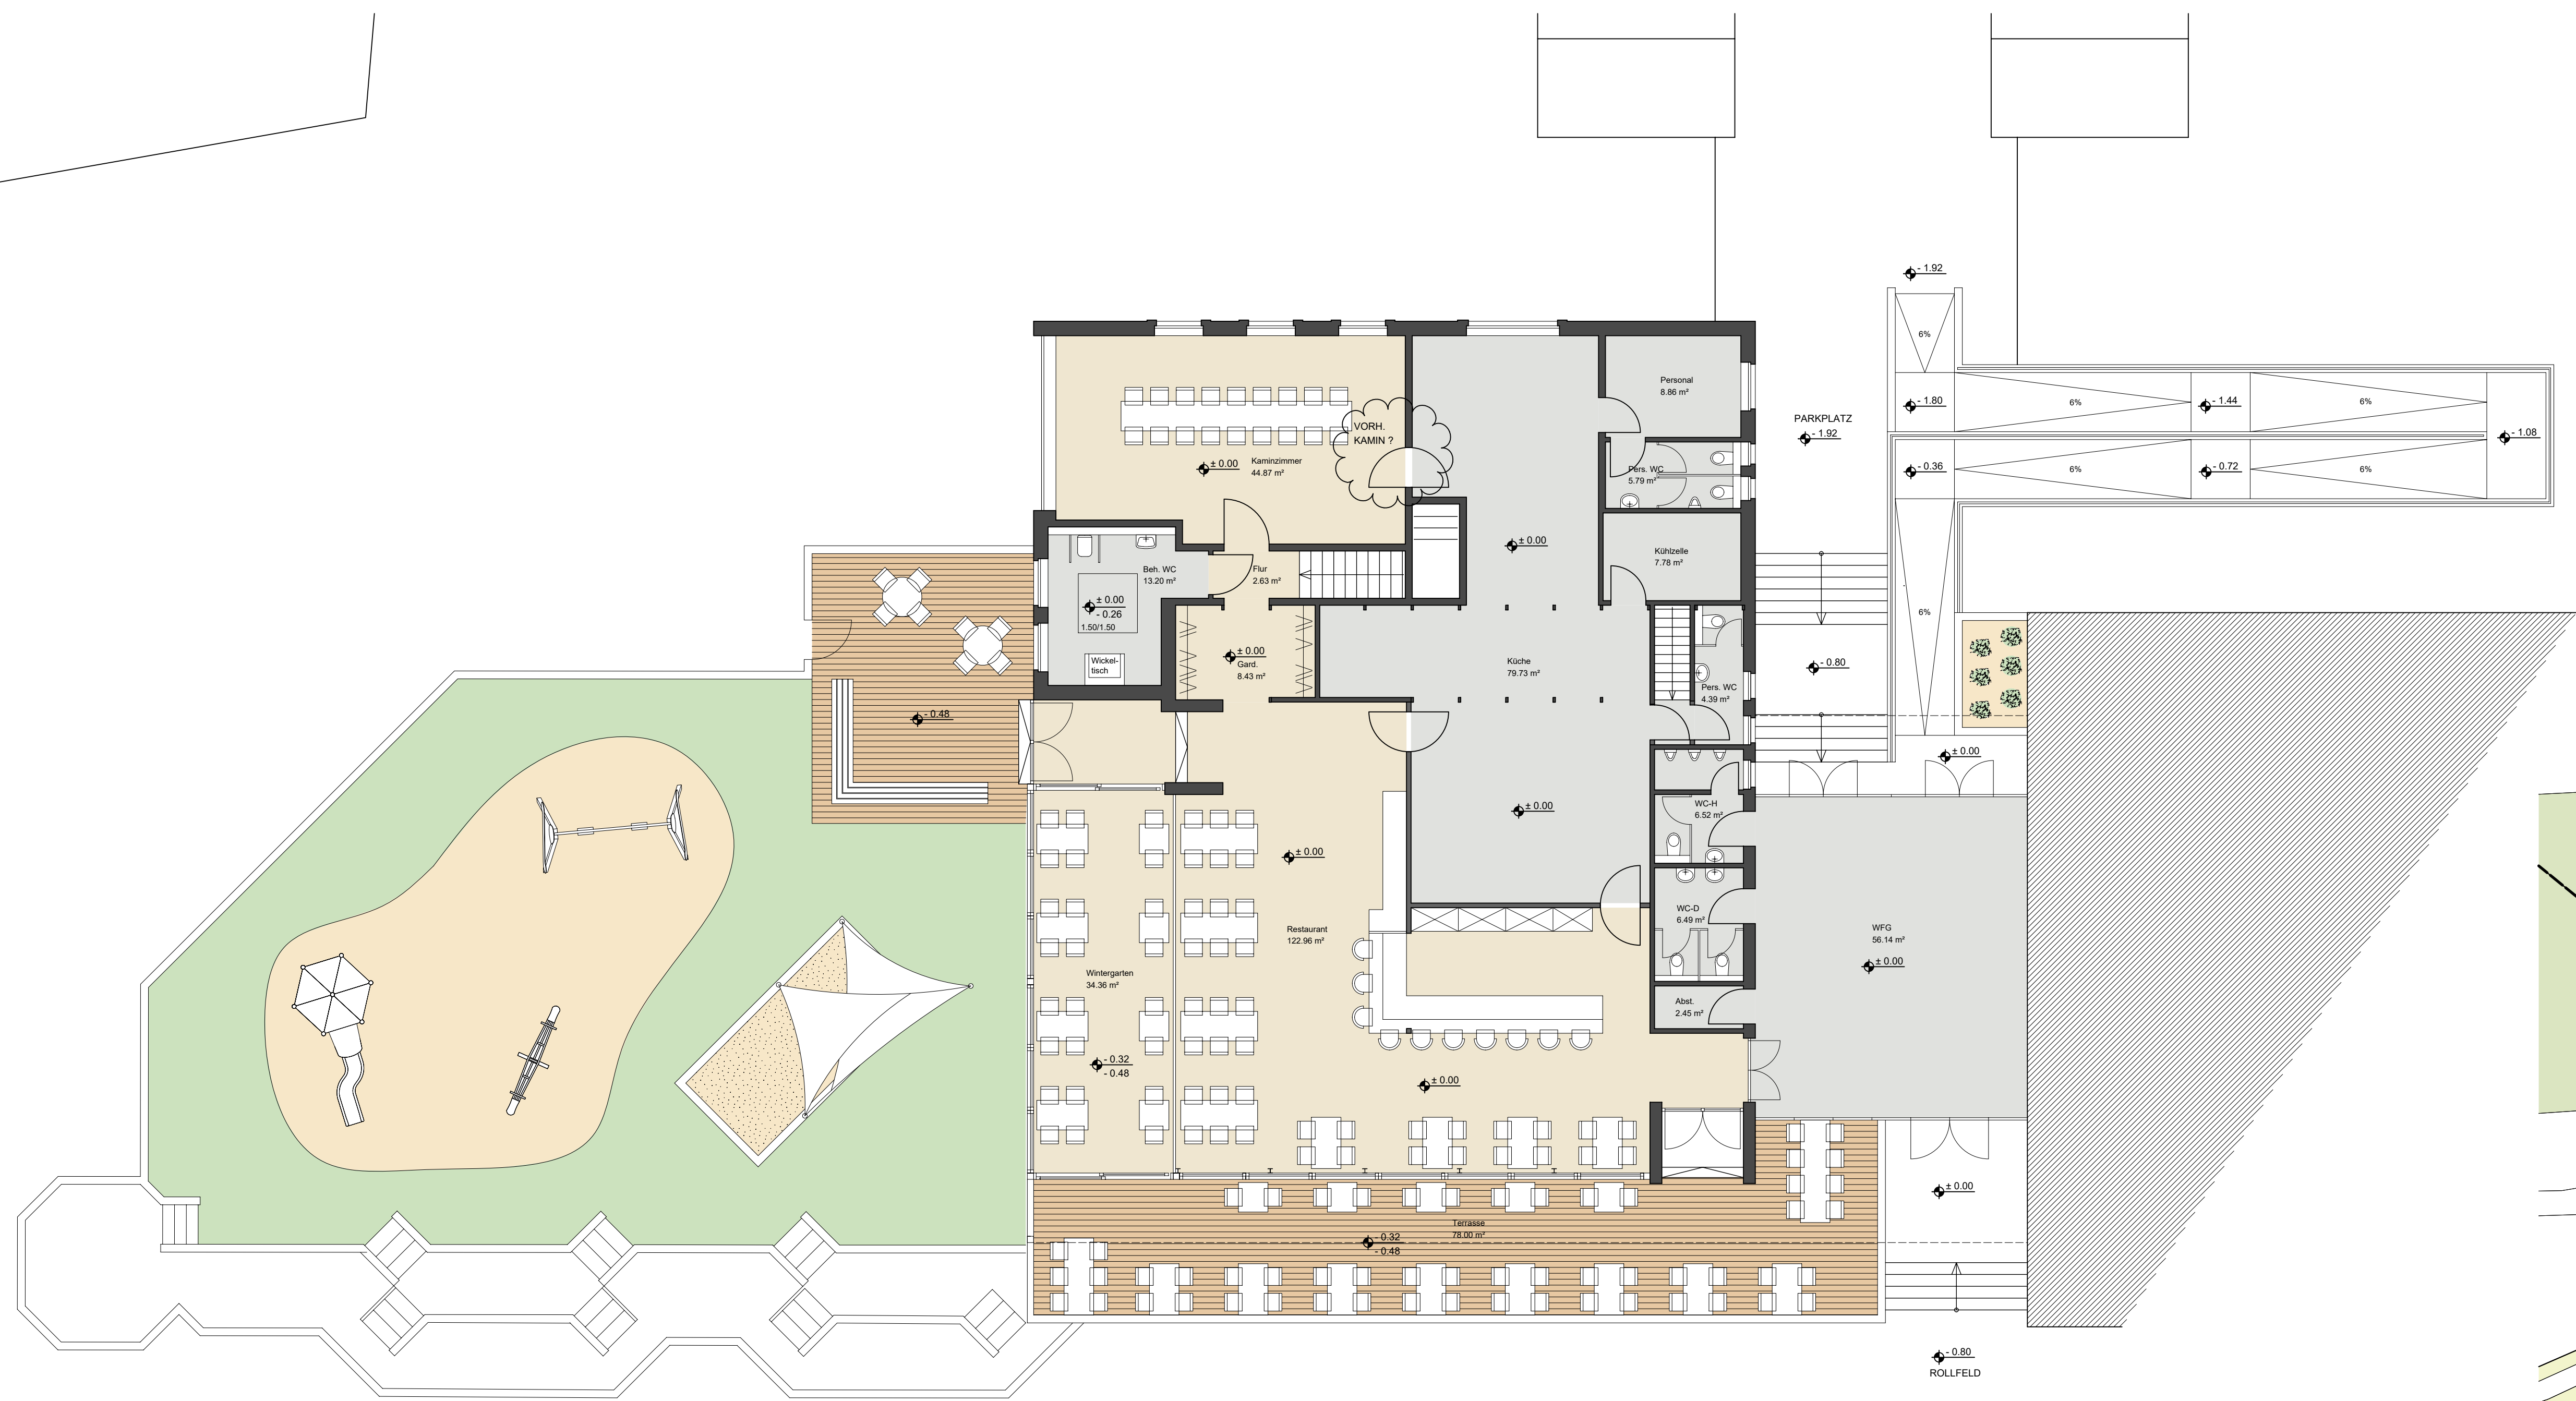 - 1.92
6%
Personal
8.86 m²
- 1.80
6%
- 1.44
6%
PARKPLATZ
- 1.92
VORH.
KAMIN ?
- 1.08
± 0.00
Kaminzimmer
44.87 m²
Pers. WC
5.79 m²
- 0.36
6%
- 0.72
6%
± 0.00
Kühlzelle
7.78 m²
Beh. WC
13.20 m²
Flur
2.63 m²
± 0.00
- 0.26
1.50/1.50
6%
± 0.00
Gard.
8.43 m²
Wickel-
tisch
Küche
79.73 m²
- 0.80
Pers. WC
4.39 m²
- 0.48
± 0.00
WC-H
6.52 m²
± 0.00
± 0.00
WC-D
6.49 m²
Restaurant
122.96 m²
WFG
56.14 m²
± 0.00
Wintergarten
34.36 m²
Abst.
2.45 m²
- 0.32
- 0.48
± 0.00
± 0.00
Terrasse
78.00 m²
- 0.32
- 0.48
- 0.80
ROLLFELD